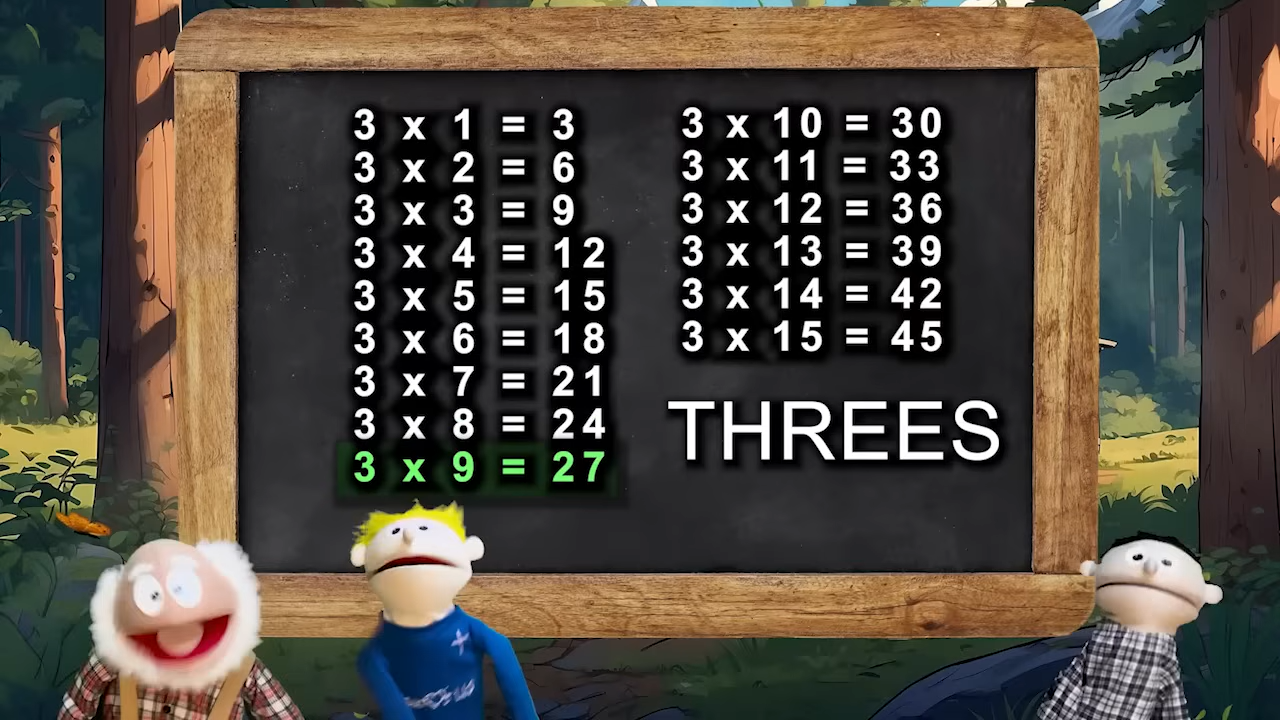 3 x 1 = 3
3 x 2 = 6
3 x 3 = 9
3 x 4 = 12
3 x 5 = 15
3 x 6 = 18
3 x 7 = 21
3 x 8 = 24
3 x 9 = 27
3 x 10 = 30
3 x 11 = 33
3 x 12 = 36
3 x 13 = 39
3 x 14 = 42
3 x 15 = 45
THREES